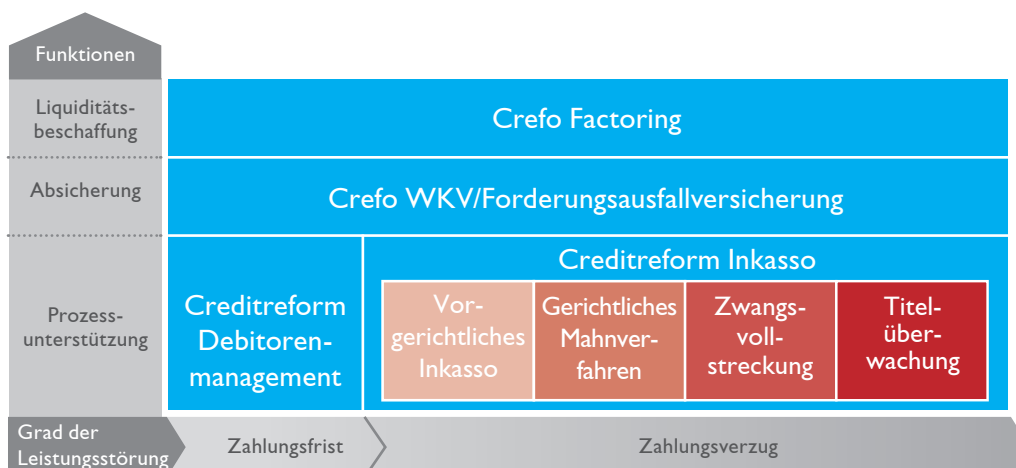 Funktionen
Liquiditäts-
beschaffung
Crefo Factoring
Absicherung
Crefo WKV/Forderungsausfallversicherung
Prozess-
unterstützung
Creditreform
Debitoren-
management
Creditreform Inkasso
Vor-
gerichtliches
Inkasso
Gerichtliches
Mahnver-
fahren
Zwangs-
voll-
streckung
Titel-
über-
wachung
Grad der
Leistungsstörung
Zahlungsfrist
Zahlungsverzug